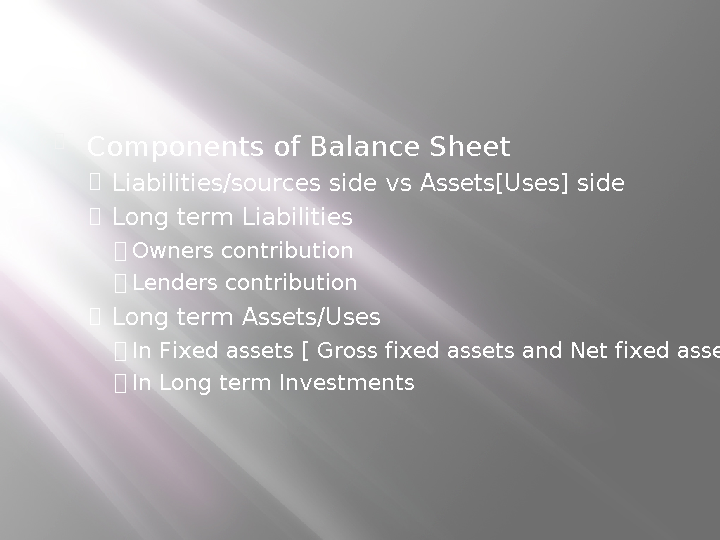 Components of Balance Sheet
Liabilities/sources side vs Assets[Uses] side
Long term Liabilities
Owners contribution
Lenders contribution
Long term Assets/Uses
In Fixed assets [ Gross fixed assets and Net fixed asse
In Long term Investments